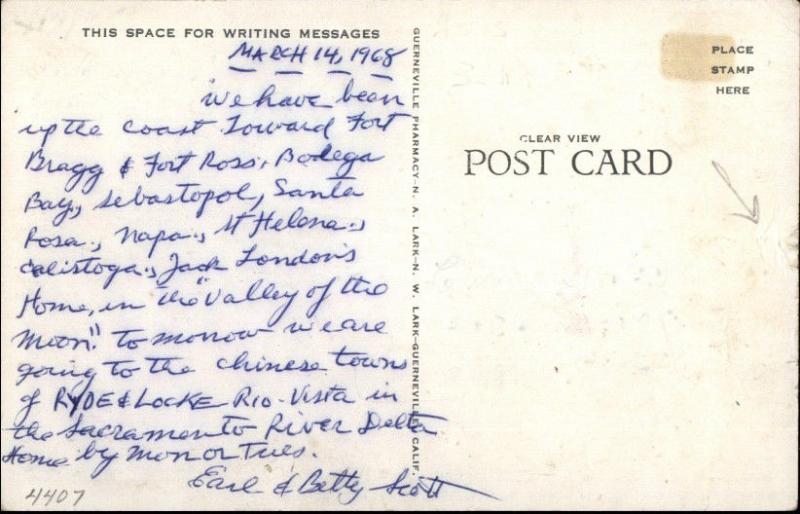 THIS SPACE FOR WRITING MESSAGES
MARCH 14, 1968
We have been
up the coast Toward Fort
Bragg & Fort Ross, Bodega
Bay, Sebastopol, Santa
Rosa., Napa., St Helena.,
Calistoga., Jack London's
Home, in the "Valley of the
Moon". Tomorrow we are
going to the Chinese towns
of RYDE & LOCKE Rio-Vista in
the Sacramento River Delta
Home by Mon or Tues.
Earl & Betty Scott
4407
GUERNEVILLE PHARMACY-N. A. LARK-N. W. LARK-GUERNEVILLE, CALIF.
PLACE
STAMP
HERE
CLEAR VIEW
POST CARD